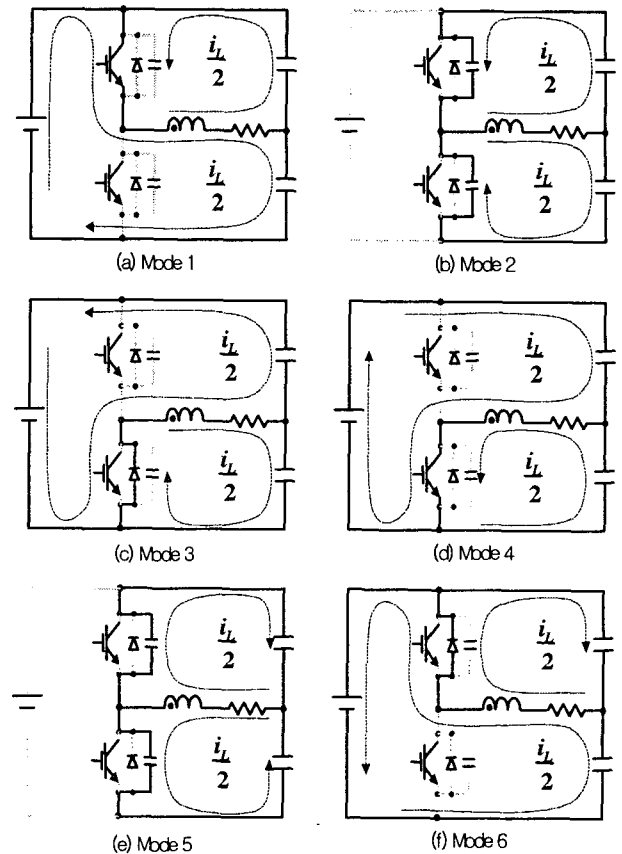 i_L/2
i_L/2
i_L/2
i_L/2
(a) Mode 1
(b) Mode 2
i_L/2
i_L/2
i_L/2
i_L/2
(c) Mode 3
(d) Mode 4
i_L/2
i_L/2
i_L/2
i_L/2
(e) Mode 5
(f) Mode 6